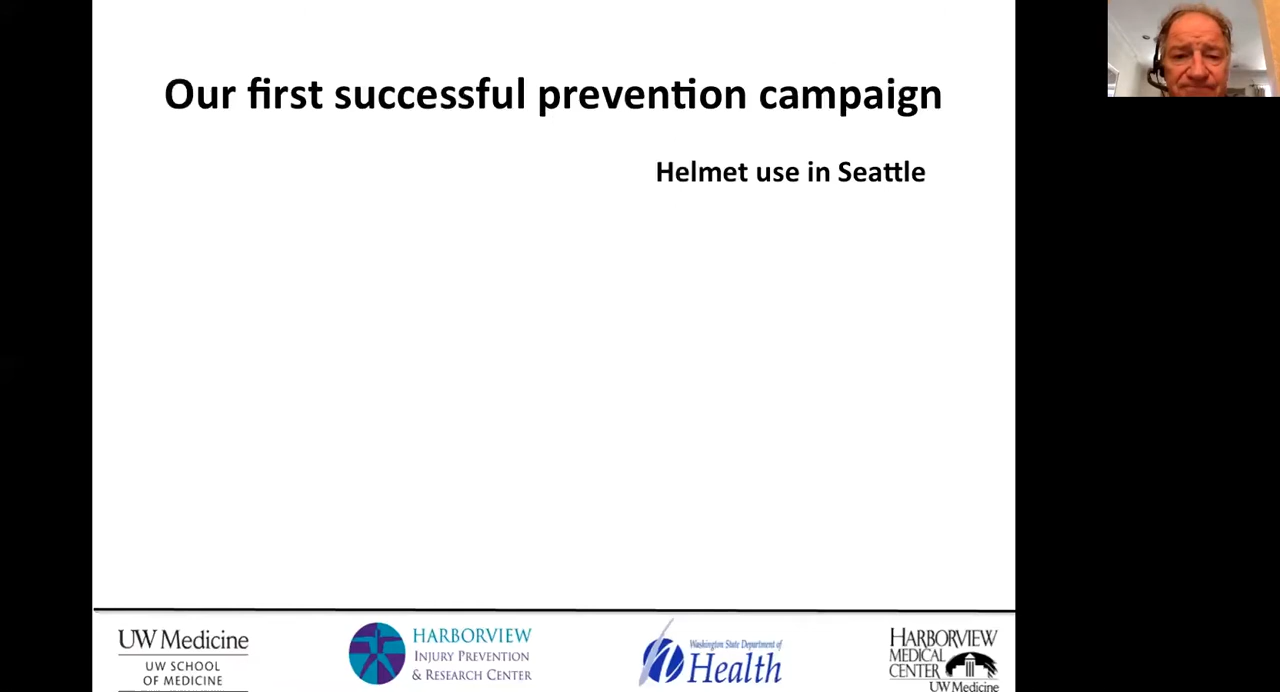 Our first successful prevention campaign
Helmet use in Seattle
UW Medicine
UW SCHOOL
OF MEDICINE
HARBORVIEW
INJURY PREVENTION
& RESEARCH CENTER
Washington State Department of
Health
HARBORVIEW
MEDICAL
CENTER
UW Medicine